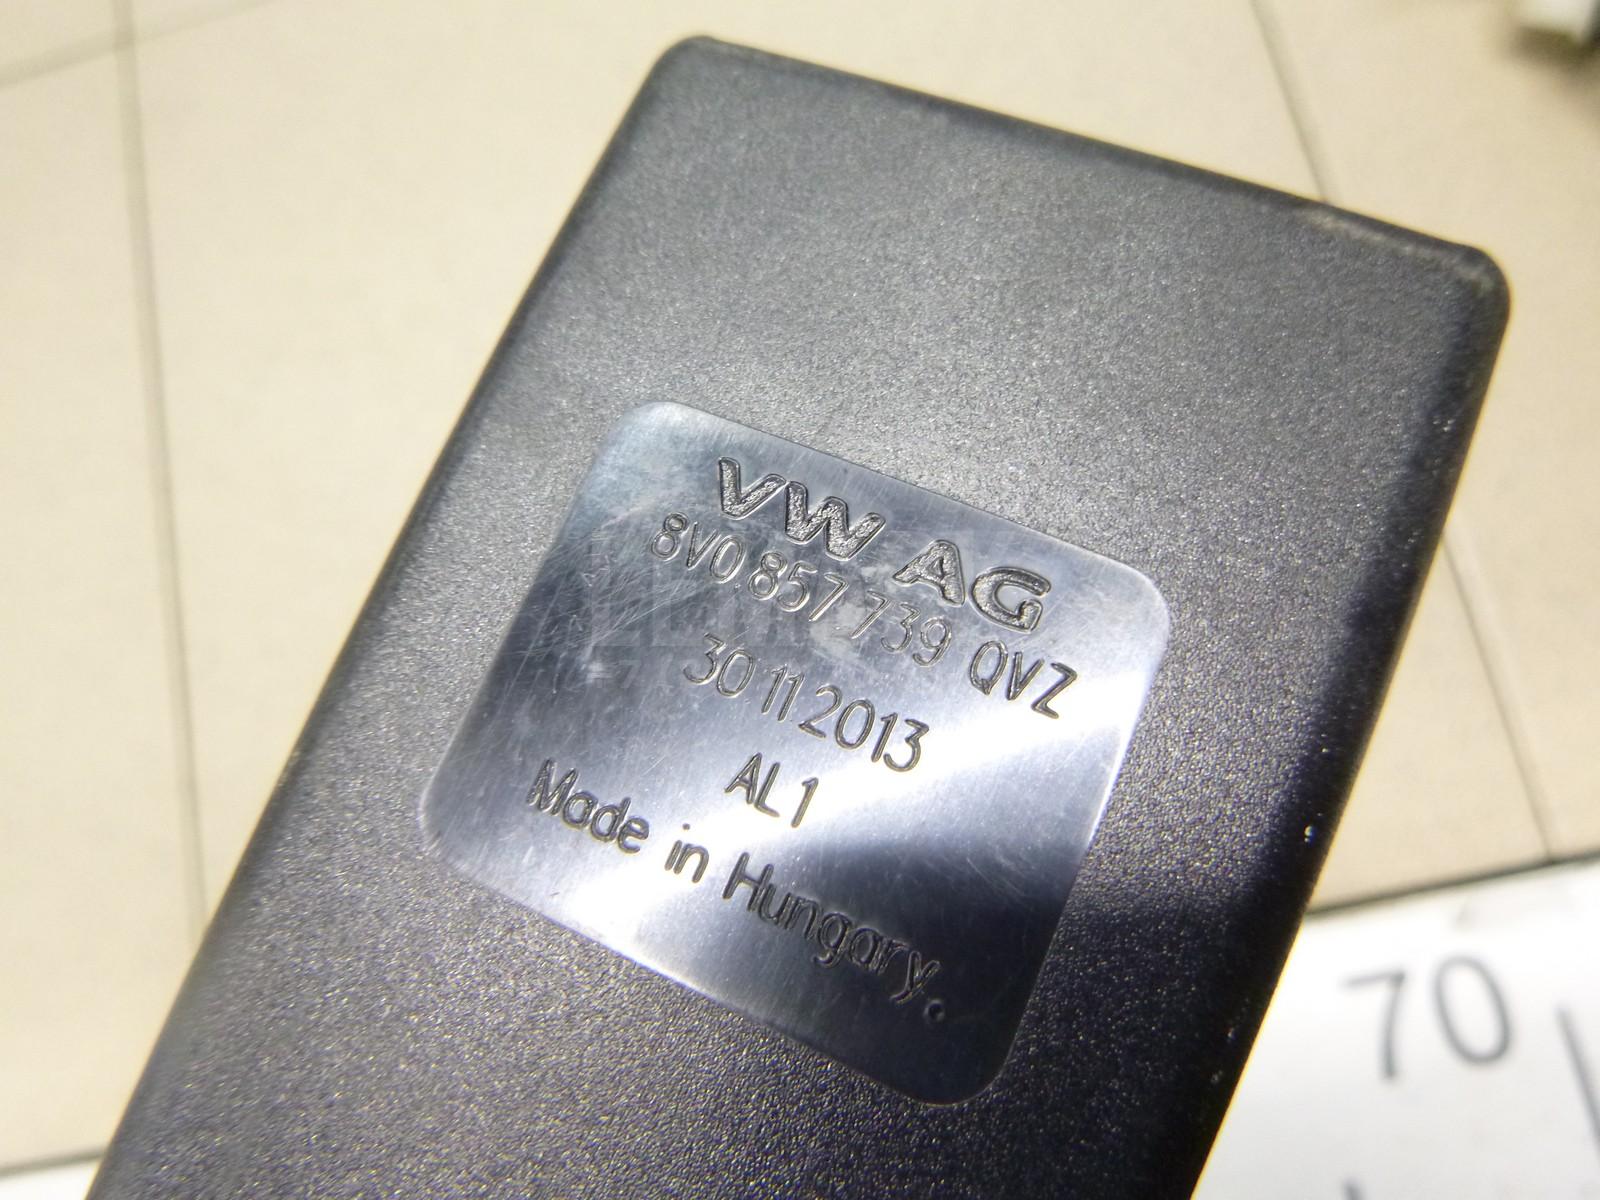 VW AG
8V0.857 739 QVZ
30 11 2013
AL1
Made in Hungary.
70